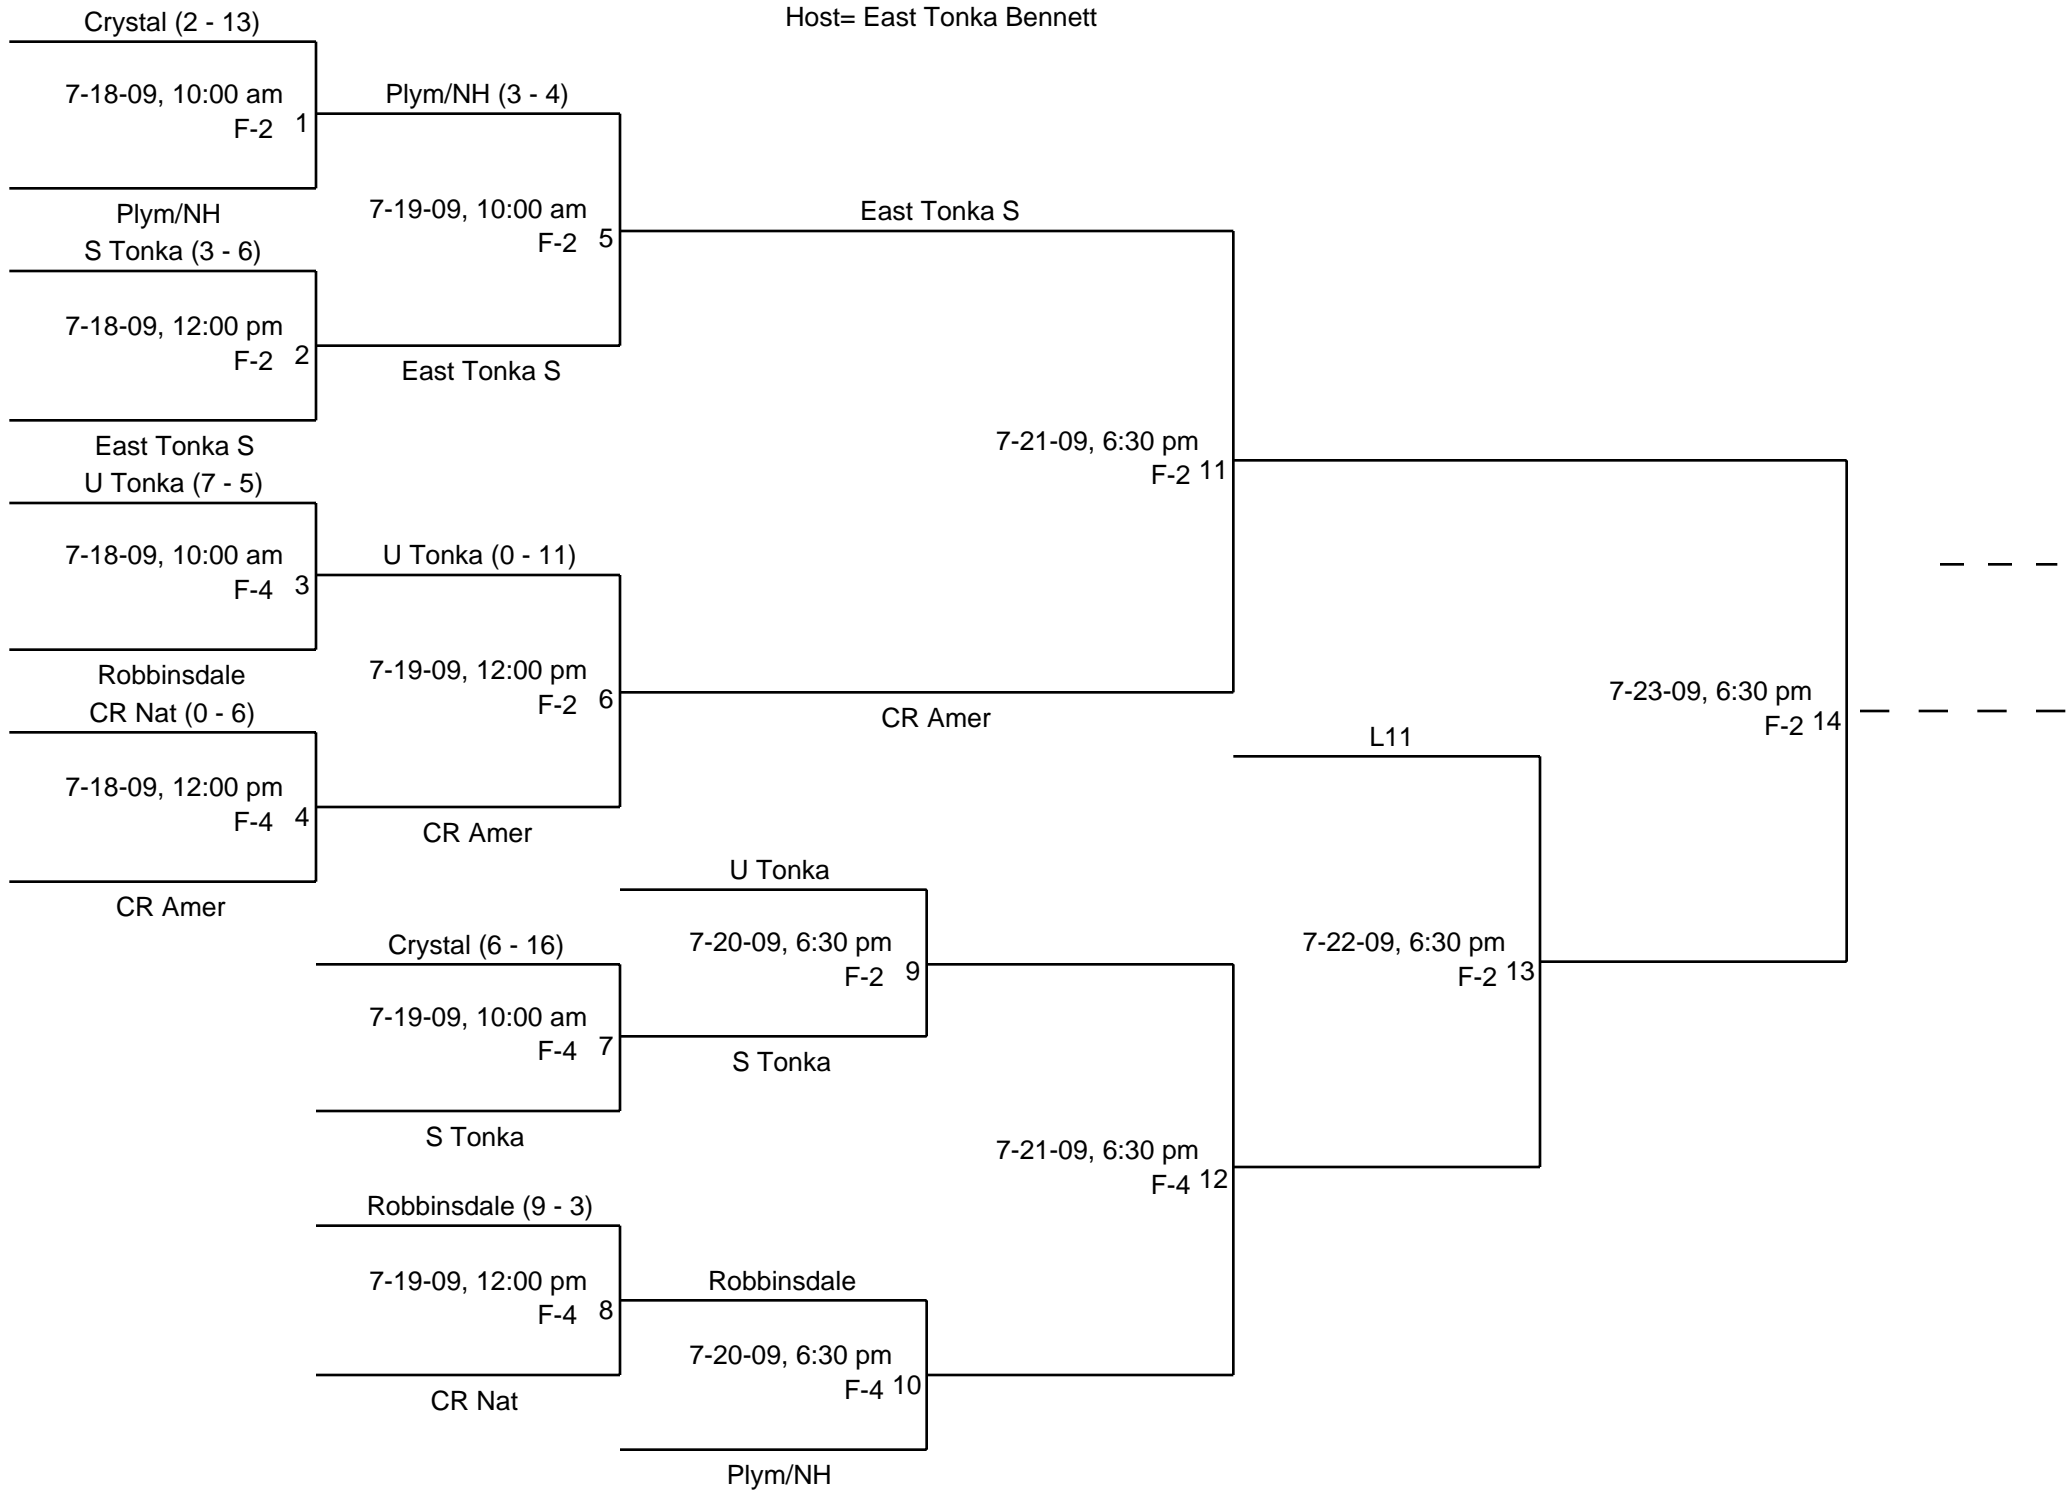 Host= East Tonka Bennett
Crystal (2 - 13)
7-18-09, 10:00 am
F-2 1
Plym/NH
S Tonka (3 - 6)
7-18-09, 12:00 pm
F-2 2
East Tonka S
U Tonka (7 - 5)
7-18-09, 10:00 am
F-4 3
Robbinsdale
CR Nat (0 - 6)
7-18-09, 12:00 pm
F-4 4
CR Amer
Plym/NH (3 - 4)
7-19-09, 10:00 am
F-2 5
East Tonka S
U Tonka (0 - 11)
7-19-09, 12:00 pm
F-2 6
CR Amer
Crystal (6 - 16)
7-19-09, 10:00 am
F-4 7
S Tonka
Robbinsdale (9 - 3)
7-19-09, 12:00 pm
F-4 8
CR Nat
U Tonka
7-20-09, 6:30 pm
F-2 9
S Tonka
Robbinsdale
7-20-09, 6:30 pm
F-4 10
Plym/NH
East Tonka S
7-21-09, 6:30 pm
F-2 11
CR Amer
7-21-09, 6:30 pm
F-4 12
L11
7-22-09, 6:30 pm
F-2 13
7-23-09, 6:30 pm
F-2 14